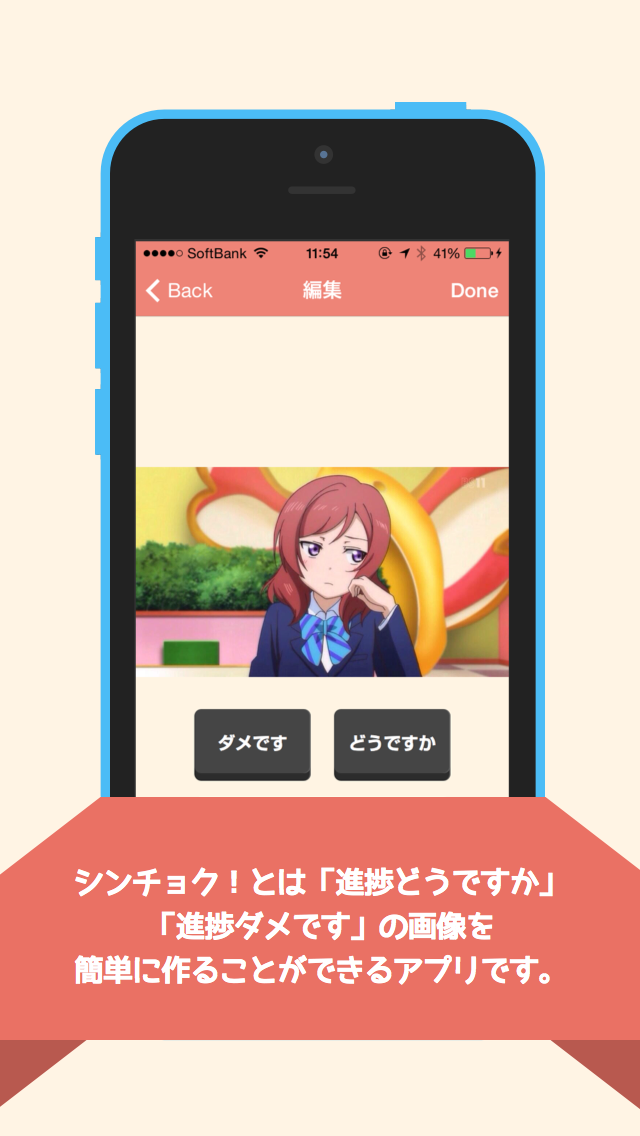 SoftBank 11:54 41%
Back 編集 Done
ダメです どうですか
シンチョク！とは「進捗どうですか」
「進捗ダメです」の画像を
簡単に作ることができるアプリです。